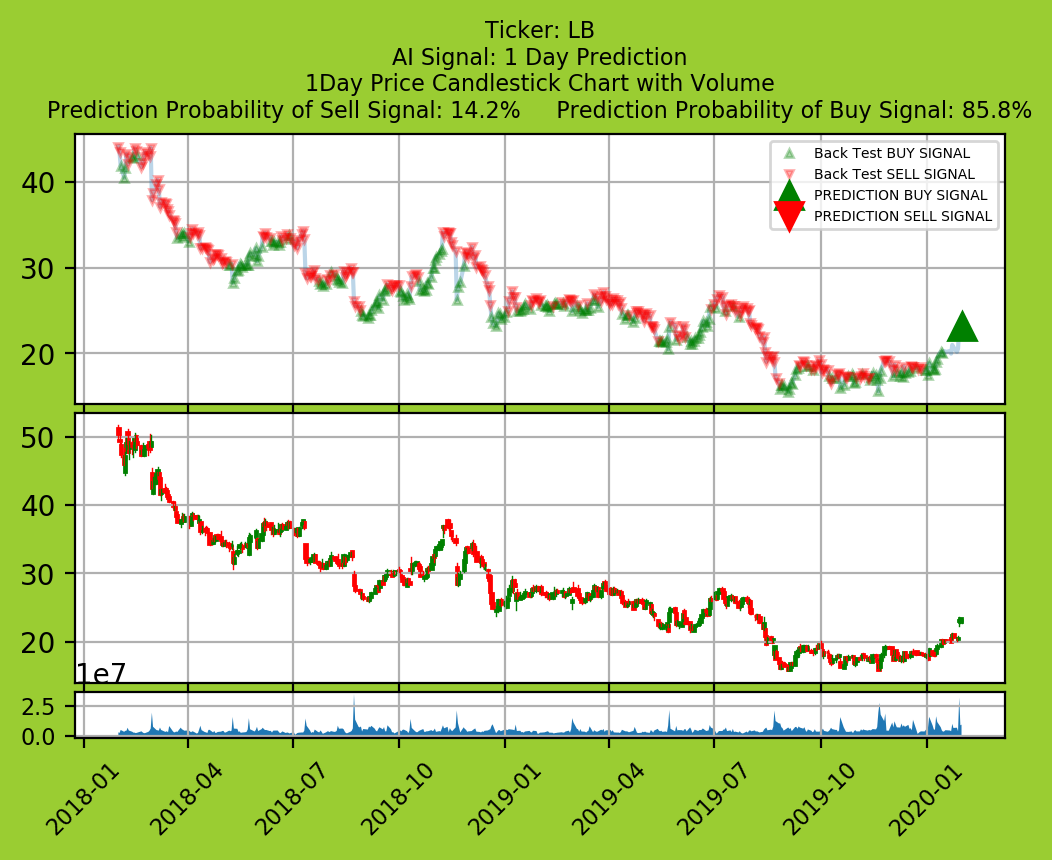 Ticker: LB
AI Signal: 1 Day Prediction
1Day Price Candlestick Chart with Volume
Prediction Probability of Sell Signal: 14.2%     Prediction Probability of Buy Signal: 85.8%
Back Test BUY SIGNAL
Back Test SELL SIGNAL
PREDICTION BUY SIGNAL
PREDICTION SELL SIGNAL
40
30
20
50
40
30
20
1e7
2.5
0.0
2018-01
2018-04
2018-07
2018-10
2019-01
2019-04
2019-07
2019-10
2020-01